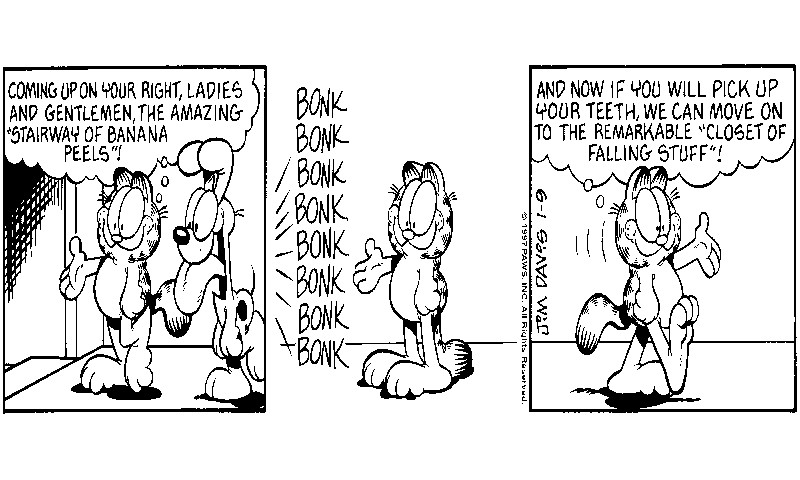 COMING UP ON YOUR RIGHT, LADIES
AND GENTLEMEN, THE AMAZING
"STAIRWAY OF BANANA
PEELS"!
BONK
BONK
BONK
BONK
BONK
BONK
BONK
BONK
AND NOW IF YOU WILL PICK UP
YOUR TEETH, WE CAN MOVE ON
TO THE REMARKABLE "CLOSET OF
FALLING STUFF"!
© 1997 PAWS, INC. All Rights Reserved.
JIM DAVIS 1-9